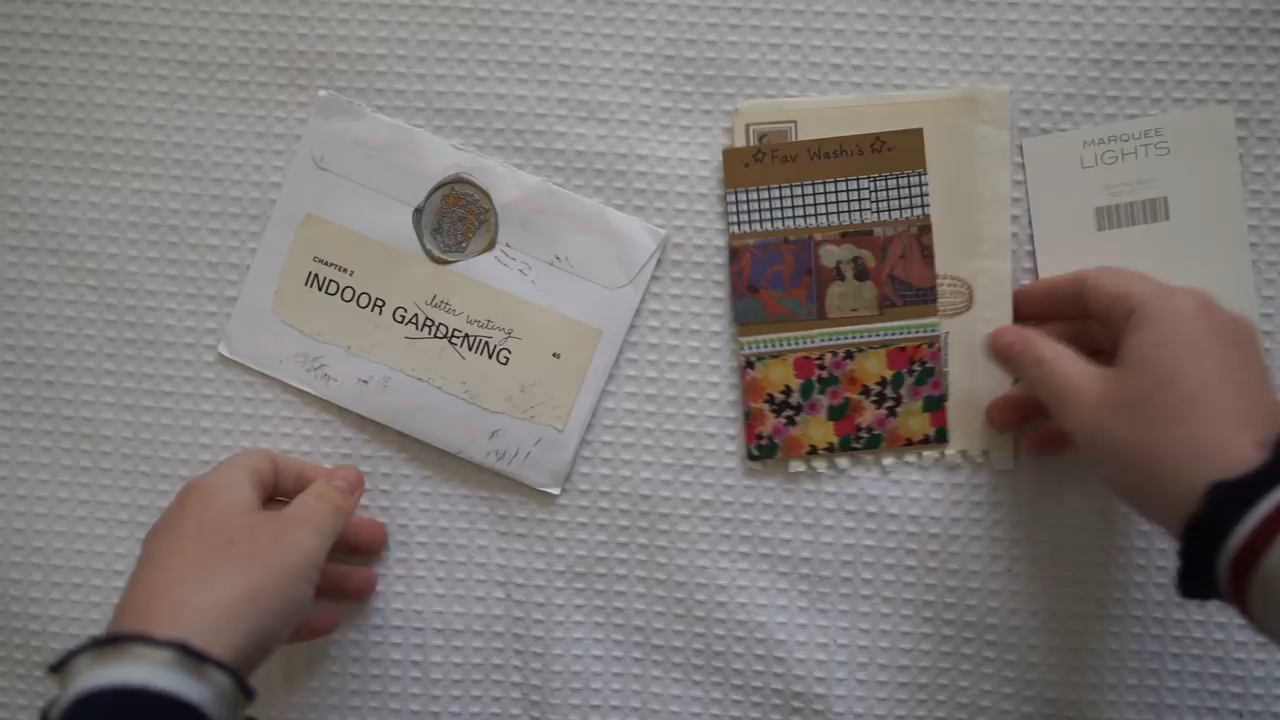 CHAPTER 2
INDOOR GARDENING
letter writing
45
Fav Washi's
MARQUEE
LIGHTS